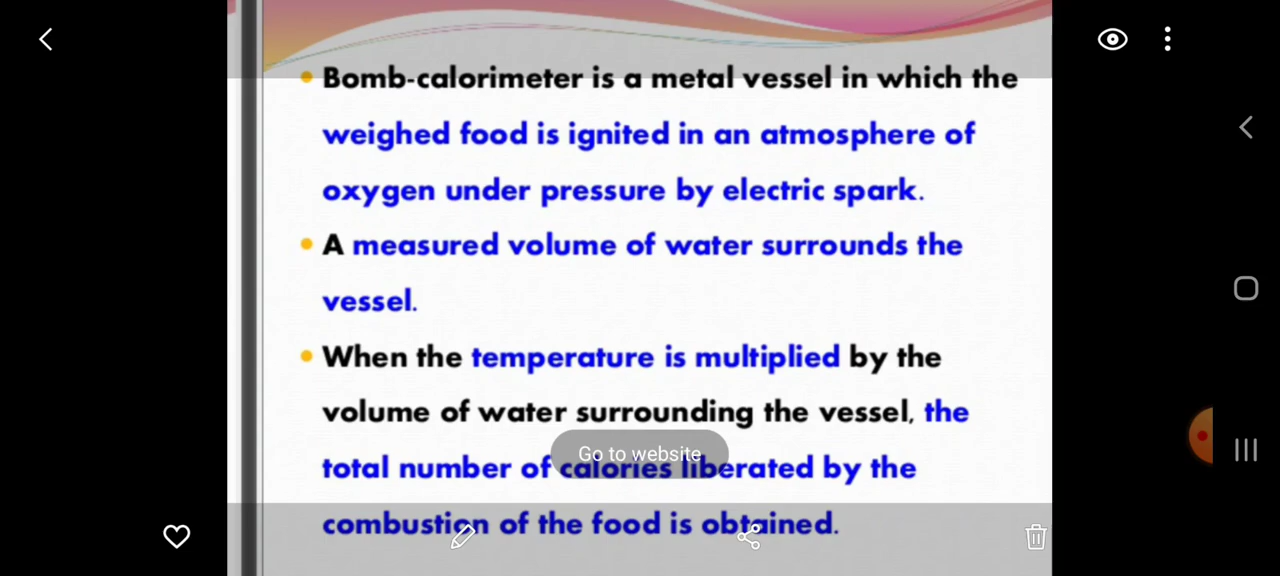 Bomb-calorimeter is a metal vessel in which the
weighed food is ignited in an atmosphere of
oxygen under pressure by electric spark.
A measured volume of water surrounds the
vessel.
When the temperature is multiplied by the
volume of water surrounding the vessel, the
Go to website
total number of calories liberated by the
combustion of the food is obtained.